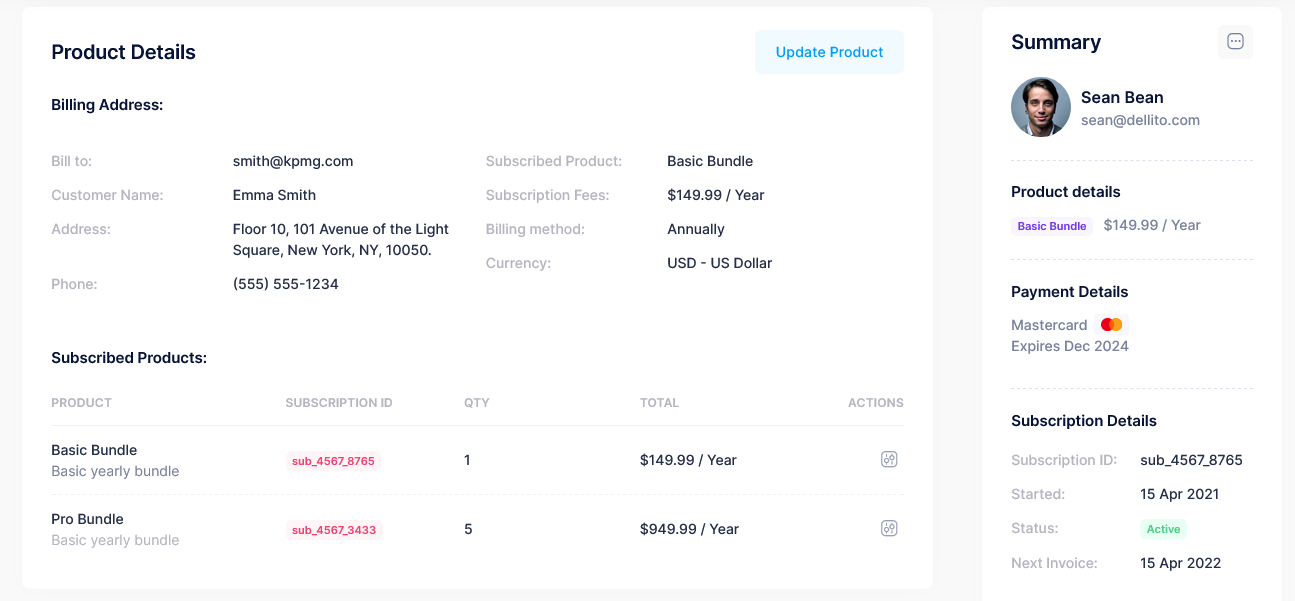 Product Details
Update Product
Billing Address:
Bill to:
smith@kpmg.com
Customer Name:
Emma Smith
Address:
Floor 10, 101 Avenue of the Light
Square, New York, NY, 10050.
Phone:
(555) 555-1234
Subscribed Product:
Basic Bundle
Subscription Fees:
$149.99 / Year
Billing method:
Annually
Currency:
USD - US Dollar
Subscribed Products:
PRODUCT SUBSCRIPTION ID QTY TOTAL ACTIONS
Basic Bundle
Basic yearly bundle
sub_4567_8765
1
$149.99 / Year
Pro Bundle
Basic yearly bundle
sub_4567_3433
5
$949.99 / Year
Summary
Sean Bean
sean@dellito.com
Product details
Basic Bundle $149.99 / Year
Payment Details
Mastercard
Expires Dec 2024
Subscription Details
Subscription ID: sub_4567_8765
Started: 15 Apr 2021
Status: Active
Next Invoice: 15 Apr 2022